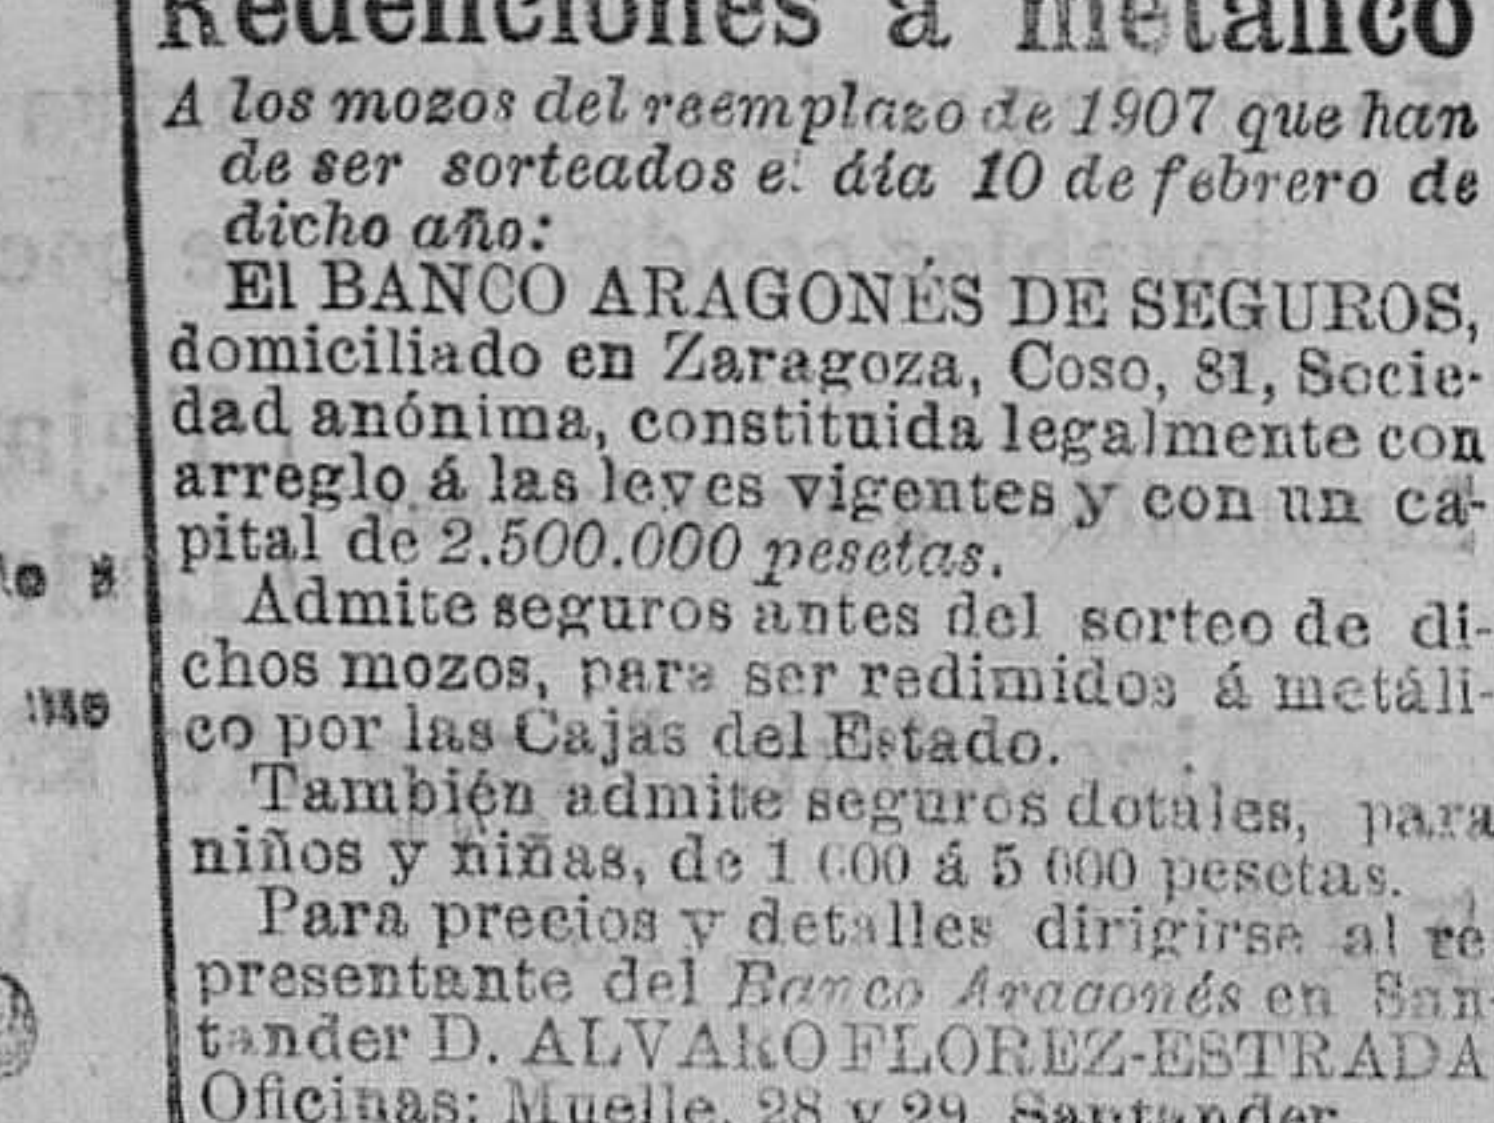 Redenciones a metálico
A los mozos del reemplazo de 1907 que han
de ser sorteados el día 10 de febrero de
dicho año:
El BANCO ARAGONÉS DE SEGUROS,
domiciliado en Zaragoza, Coso, 81, Socie-
dad anónima, constituida legalmente con
arreglo á las leyes vigentes y con un ca-
pital de 2.500.000 pesetas.
Admite seguros antes del sorteo de di-
chos mozos, para ser redimidos á metáli-
co por las Cajas del Estado.
También admite seguros dotales, para
niños y niñas, de 1 000 á 5 000 pesetas.
Para precios y detalles dirigirse al re
presentante del Banco Aragonés en San-
tander D. ALVARO FLOREZ-ESTRADA
Oficinas: Muelle, 28 y 29, Santander